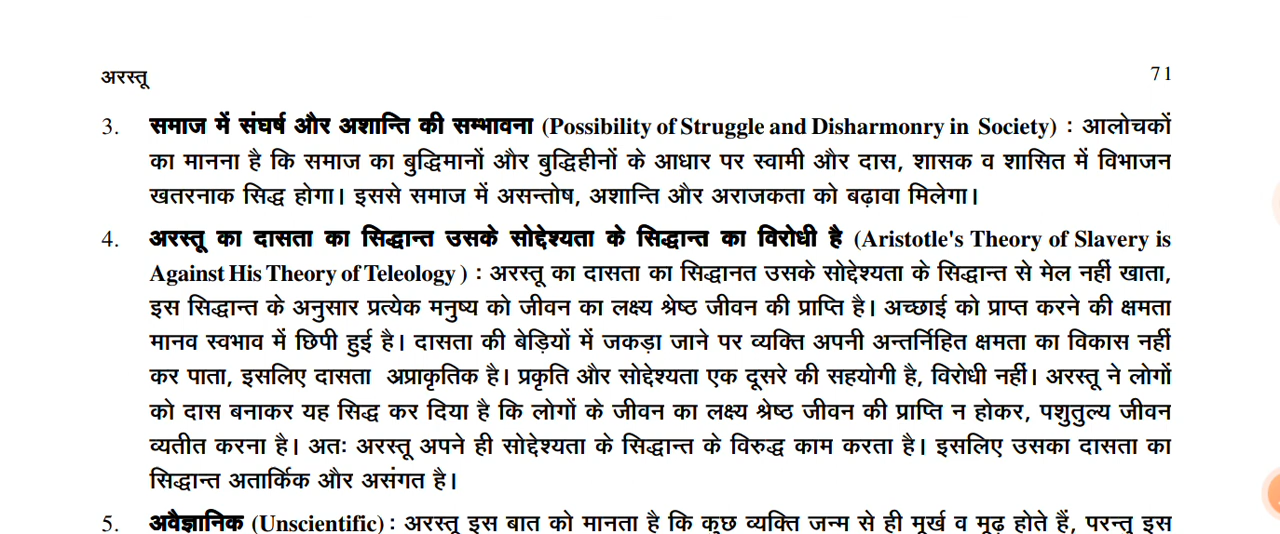 अरस्तू 71
3. समाज में संघर्ष और अशान्ति की सम्भावना (Possibility of Struggle and Disharmonry in Society) : आलोचकों
का मानना है कि समाज का बुद्धिमानों और बुद्धिहीनों के आधार पर स्वामी और दास, शासक व शासित में विभाजन
खतरनाक सिद्ध होगा। इससे समाज में असन्तोष, अशान्ति और अराजकता को बढ़ावा मिलेगा।
4. अरस्तू का दासता का सिद्धान्त उसके सोद्देश्यता के सिद्धान्त का विरोधी है (Aristotle's Theory of Slavery is
Against His Theory of Teleology ) : अरस्तू का दासता का सिद्धानत उसके सोद्देश्यता के सिद्धान्त से मेल नहीं खाता,
इस सिद्धान्त के अनुसार प्रत्येक मनुष्य को जीवन का लक्ष्य श्रेष्ठ जीवन की प्राप्ति है। अच्छाई को प्राप्त करने की क्षमता
मानव स्वभाव में छिपी हुई है। दासता की बेड़ियों में जकड़ा जाने पर व्यक्ति अपनी अन्तर्निहित क्षमता का विकास नहीं
कर पाता, इसलिए दासता अप्राकृतिक है। प्रकृति और सोद्देश्यता एक दूसरे की सहयोगी है, विरोधी नहीं। अरस्तू ने लोगों
को दास बनाकर यह सिद्ध कर दिया है कि लोगों के जीवन का लक्ष्य श्रेष्ठ जीवन की प्राप्ति न होकर, पशुतुल्य जीवन
व्यतीत करना है। अतः अरस्तू अपने ही सोद्देश्यता के सिद्धान्त के विरुद्ध काम करता है। इसलिए उसका दासता का
सिद्धान्त अतार्किक और असंगत है।
5. अवैज्ञानिक (Unscientific) : अरस्तू इस बात को मानता है कि कुछ व्यक्ति जन्म से ही मूर्ख व मूढ़ होते हैं, परन्तु इस